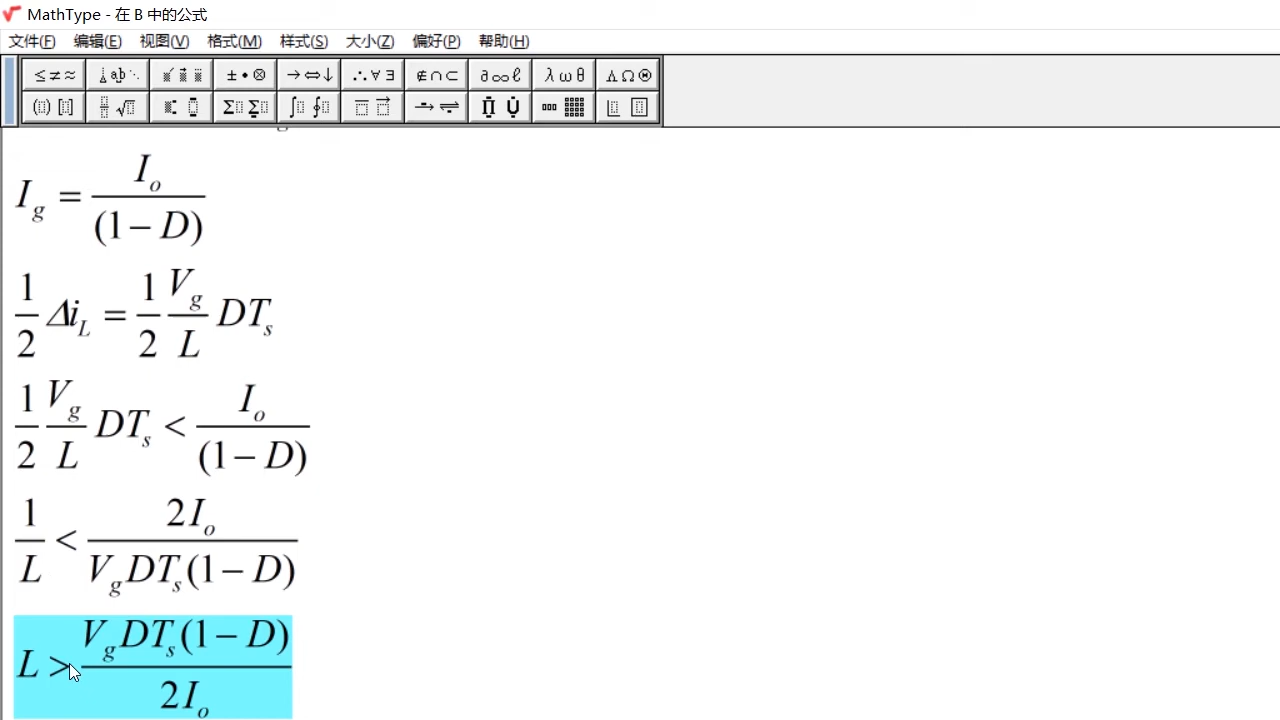 MathType - 在 B 中的公式
文件(F) 编辑(E) 视图(V) 格式(M) 样式(S) 大小(Z) 偏好(P) 帮助(H)
≤≠≈ ±•⊗ →⇔↓ ∴∀∃ ∉∩⊂ ∂∞ℓ λωθ ΛΩ⊛
I_g = I_o / (1 − D)
1/2 Δi_L = 1/2 V_g/L DT_s
1/2 V_g/L DT_s < I_o / (1 − D)
1/L < 2I_o / V_g DT_s (1 − D)
L > V_g DT_s (1 − D) / 2I_o